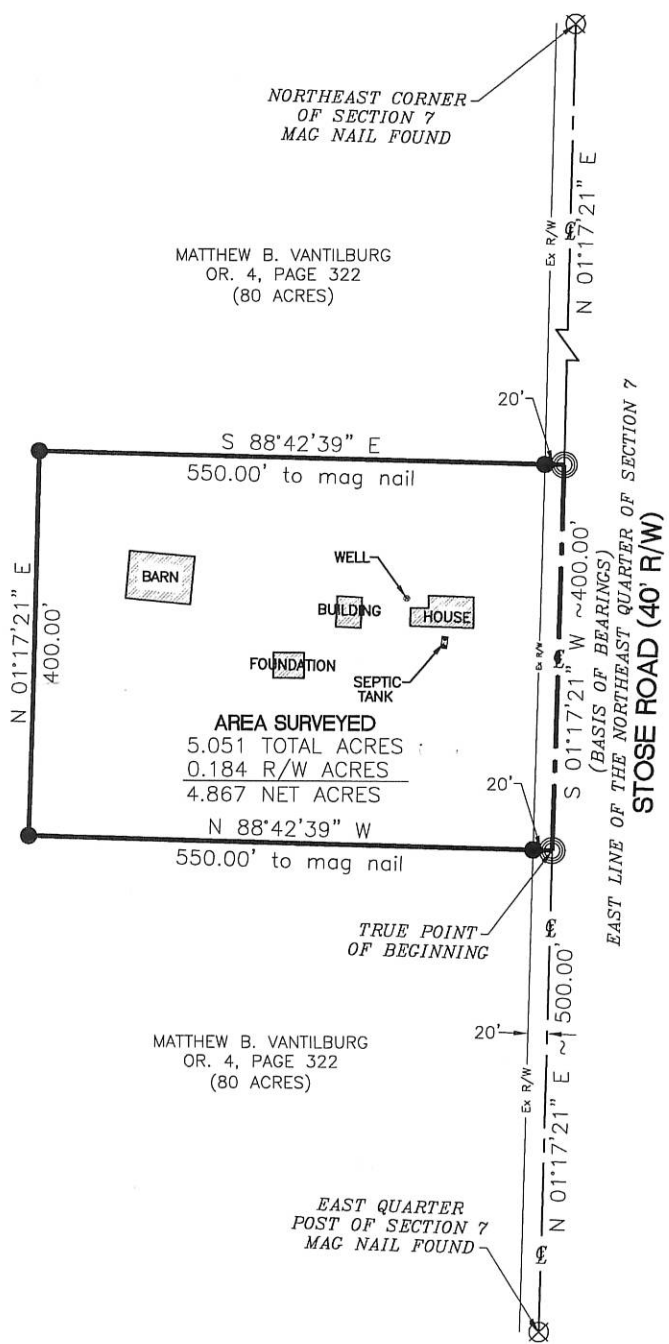 NORTHEAST CORNER
OF SECTION 7
MAG NAIL FOUND
N 01°17'21" E
Ex R/W
℄
MATTHEW B. VANTILBURG
OR. 4, PAGE 322
(80 ACRES)
20'
S 88°42'39" E
550.00' to mag nail
N 01°17'21" E
400.00'
BARN
WELL
BUILDING
HOUSE
FOUNDATION
SEPTIC
TANK
Ex R/W
℄
S 01°17'21" W ~400.00'
(BASIS OF BEARINGS)
EAST LINE OF THE NORTHEAST QUARTER OF SECTION 7
STOSE ROAD (40' R/W)
AREA SURVEYED
5.051 TOTAL ACRES
0.184 R/W ACRES
4.867 NET ACRES
20'
N 88°42'39" W
550.00' to mag nail
TRUE POINT
OF BEGINNING
℄
MATTHEW B. VANTILBURG
OR. 4, PAGE 322
(80 ACRES)
20'
Ex R/W
N 01°17'21" E ~ 500.00'
℄
EAST QUARTER
POST OF SECTION 7
MAG NAIL FOUND